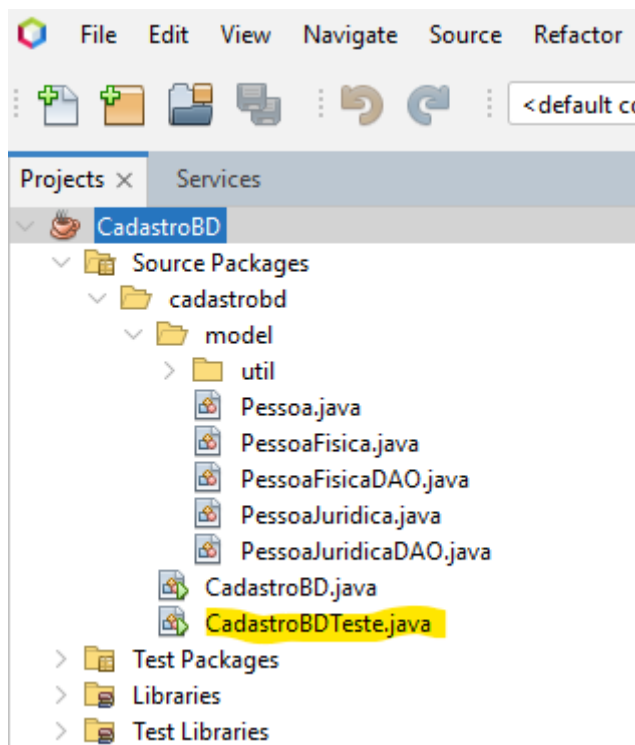 File Edit View Navigate Source Refactor
<default co
Projects × Services
CadastroBD
Source Packages
cadastrobd
model
util
Pessoa.java
PessoaFisica.java
PessoaFisicaDAO.java
PessoaJuridica.java
PessoaJuridicaDAO.java
CadastroBD.java
CadastroBDTeste.java
Test Packages
Libraries
Test Libraries